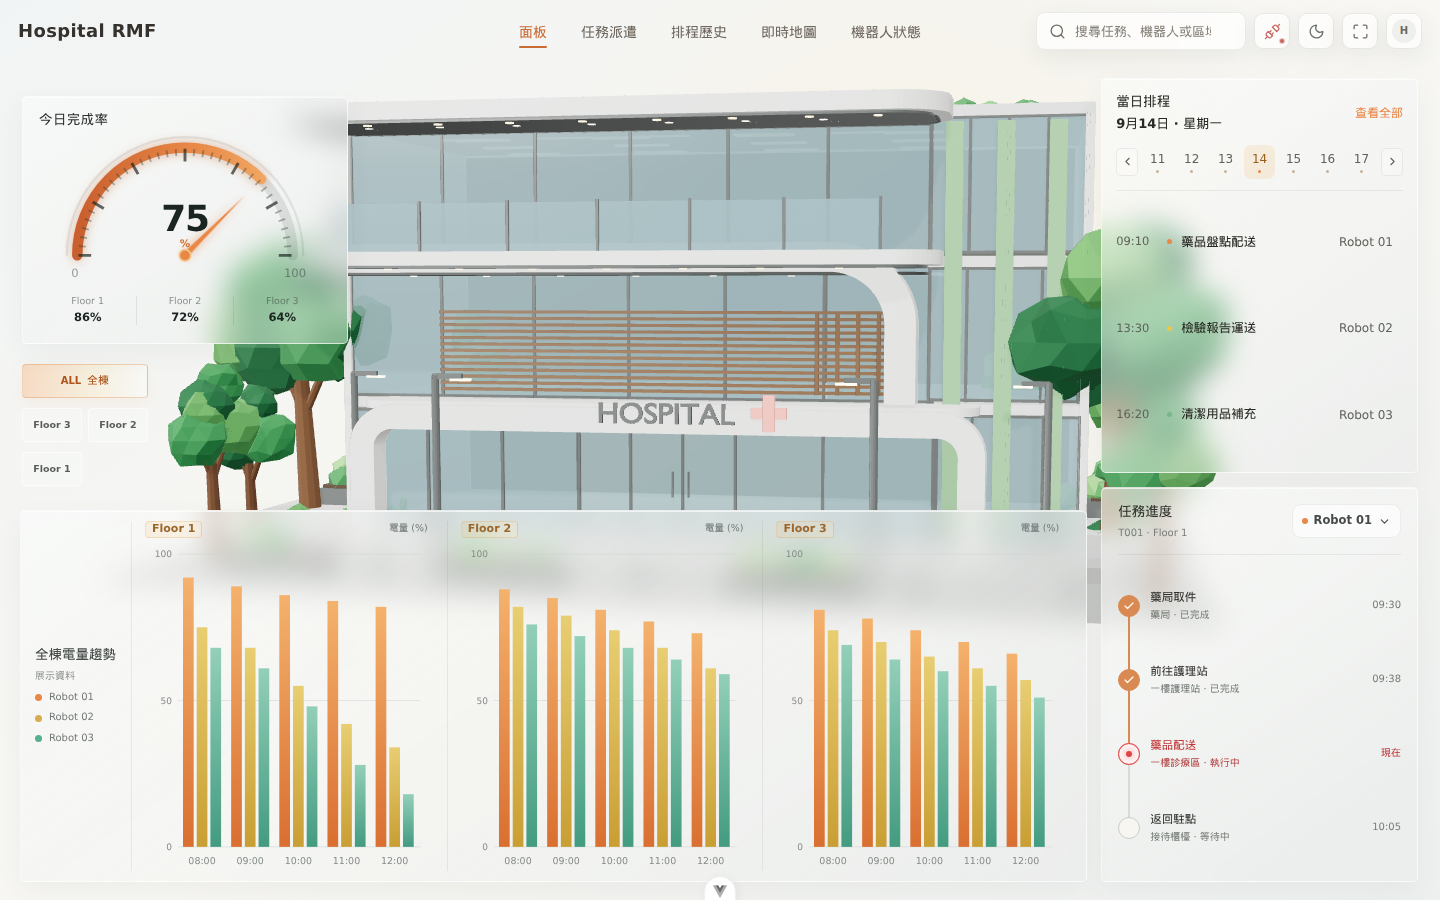 Hospital RMF
面板
任務派遣
排程歷史
即時地圖
機器人狀態
搜尋任務、機器人或區
H
今日完成率
75
%
0
100
Floor 1
Floor 2
Floor 3
86%
72%
64%
ALL 全棟
Floor 3
Floor 2
Floor 1
HOSPITAL
當日排程
9月14日・星期一
查看全部
11
12
13
14
15
16
17
09:10
藥品盤點配送
Robot 01
13:30
檢驗報告運送
Robot 02
16:20
清潔用品補充
Robot 03
全棟電量趨勢
展示資料
Robot 01
Robot 02
Robot 03
Floor 1
電量 (%)
100
50
0
08:00
09:00
10:00
11:00
12:00
Floor 2
電量 (%)
100
50
0
08:00
09:00
10:00
11:00
12:00
Floor 3
電量 (%)
100
50
0
08:00
09:00
10:00
11:00
12:00
任務進度
T001 · Floor 1
Robot 01
藥局取件
藥局 · 已完成
09:30
前往護理站
一樓護理站 · 已完成
09:38
藥品配送
一樓診療區 · 執行中
現在
返回駐點
接待櫃檯 · 等待中
10:05